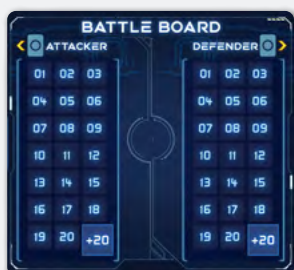 BATTLE BOARD
ATTACKER DEFENDER
01 02 03 01 02 03
04 05 06 04 05 06
07 08 09 07 08 09
10 11 12 10 11 12
13 14 15 13 14 15
16 17 18 16 17 18
19 20 +20 19 20 +20